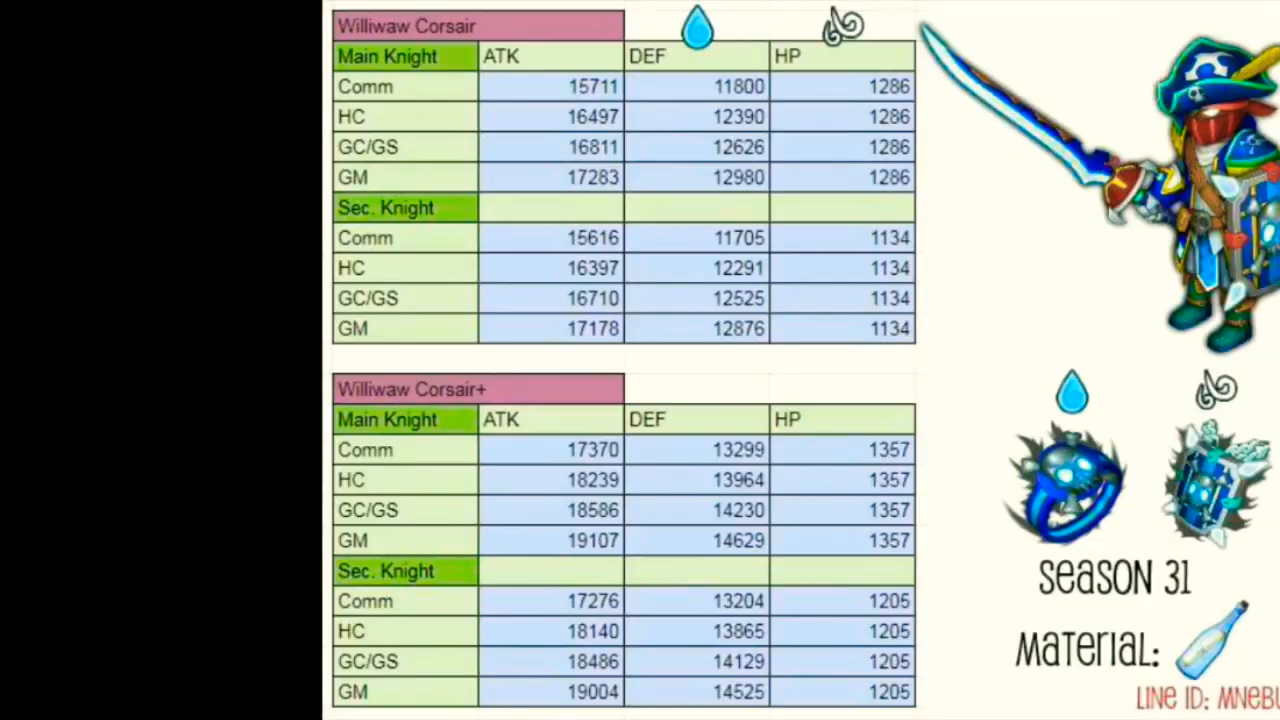 Williwaw Corsair
Main Knight ATK DEF HP
Comm 15711 11800 1286
HC 16497 12390 1286
GC/GS 16811 12626 1286
GM 17283 12980 1286
Sec. Knight
Comm 15616 11705 1134
HC 16397 12291 1134
GC/GS 16710 12525 1134
GM 17178 12876 1134
Williwaw Corsair+
Main Knight ATK DEF HP
Comm 17370 13299 1357
HC 18239 13964 1357
GC/GS 18586 14230 1357
GM 19107 14629 1357
Sec. Knight
Comm 17276 13204 1205
HC 18140 13865 1205
GC/GS 18486 14129 1205
GM 19004 14525 1205
SEASON 31
MATERIAL:
LINE ID: